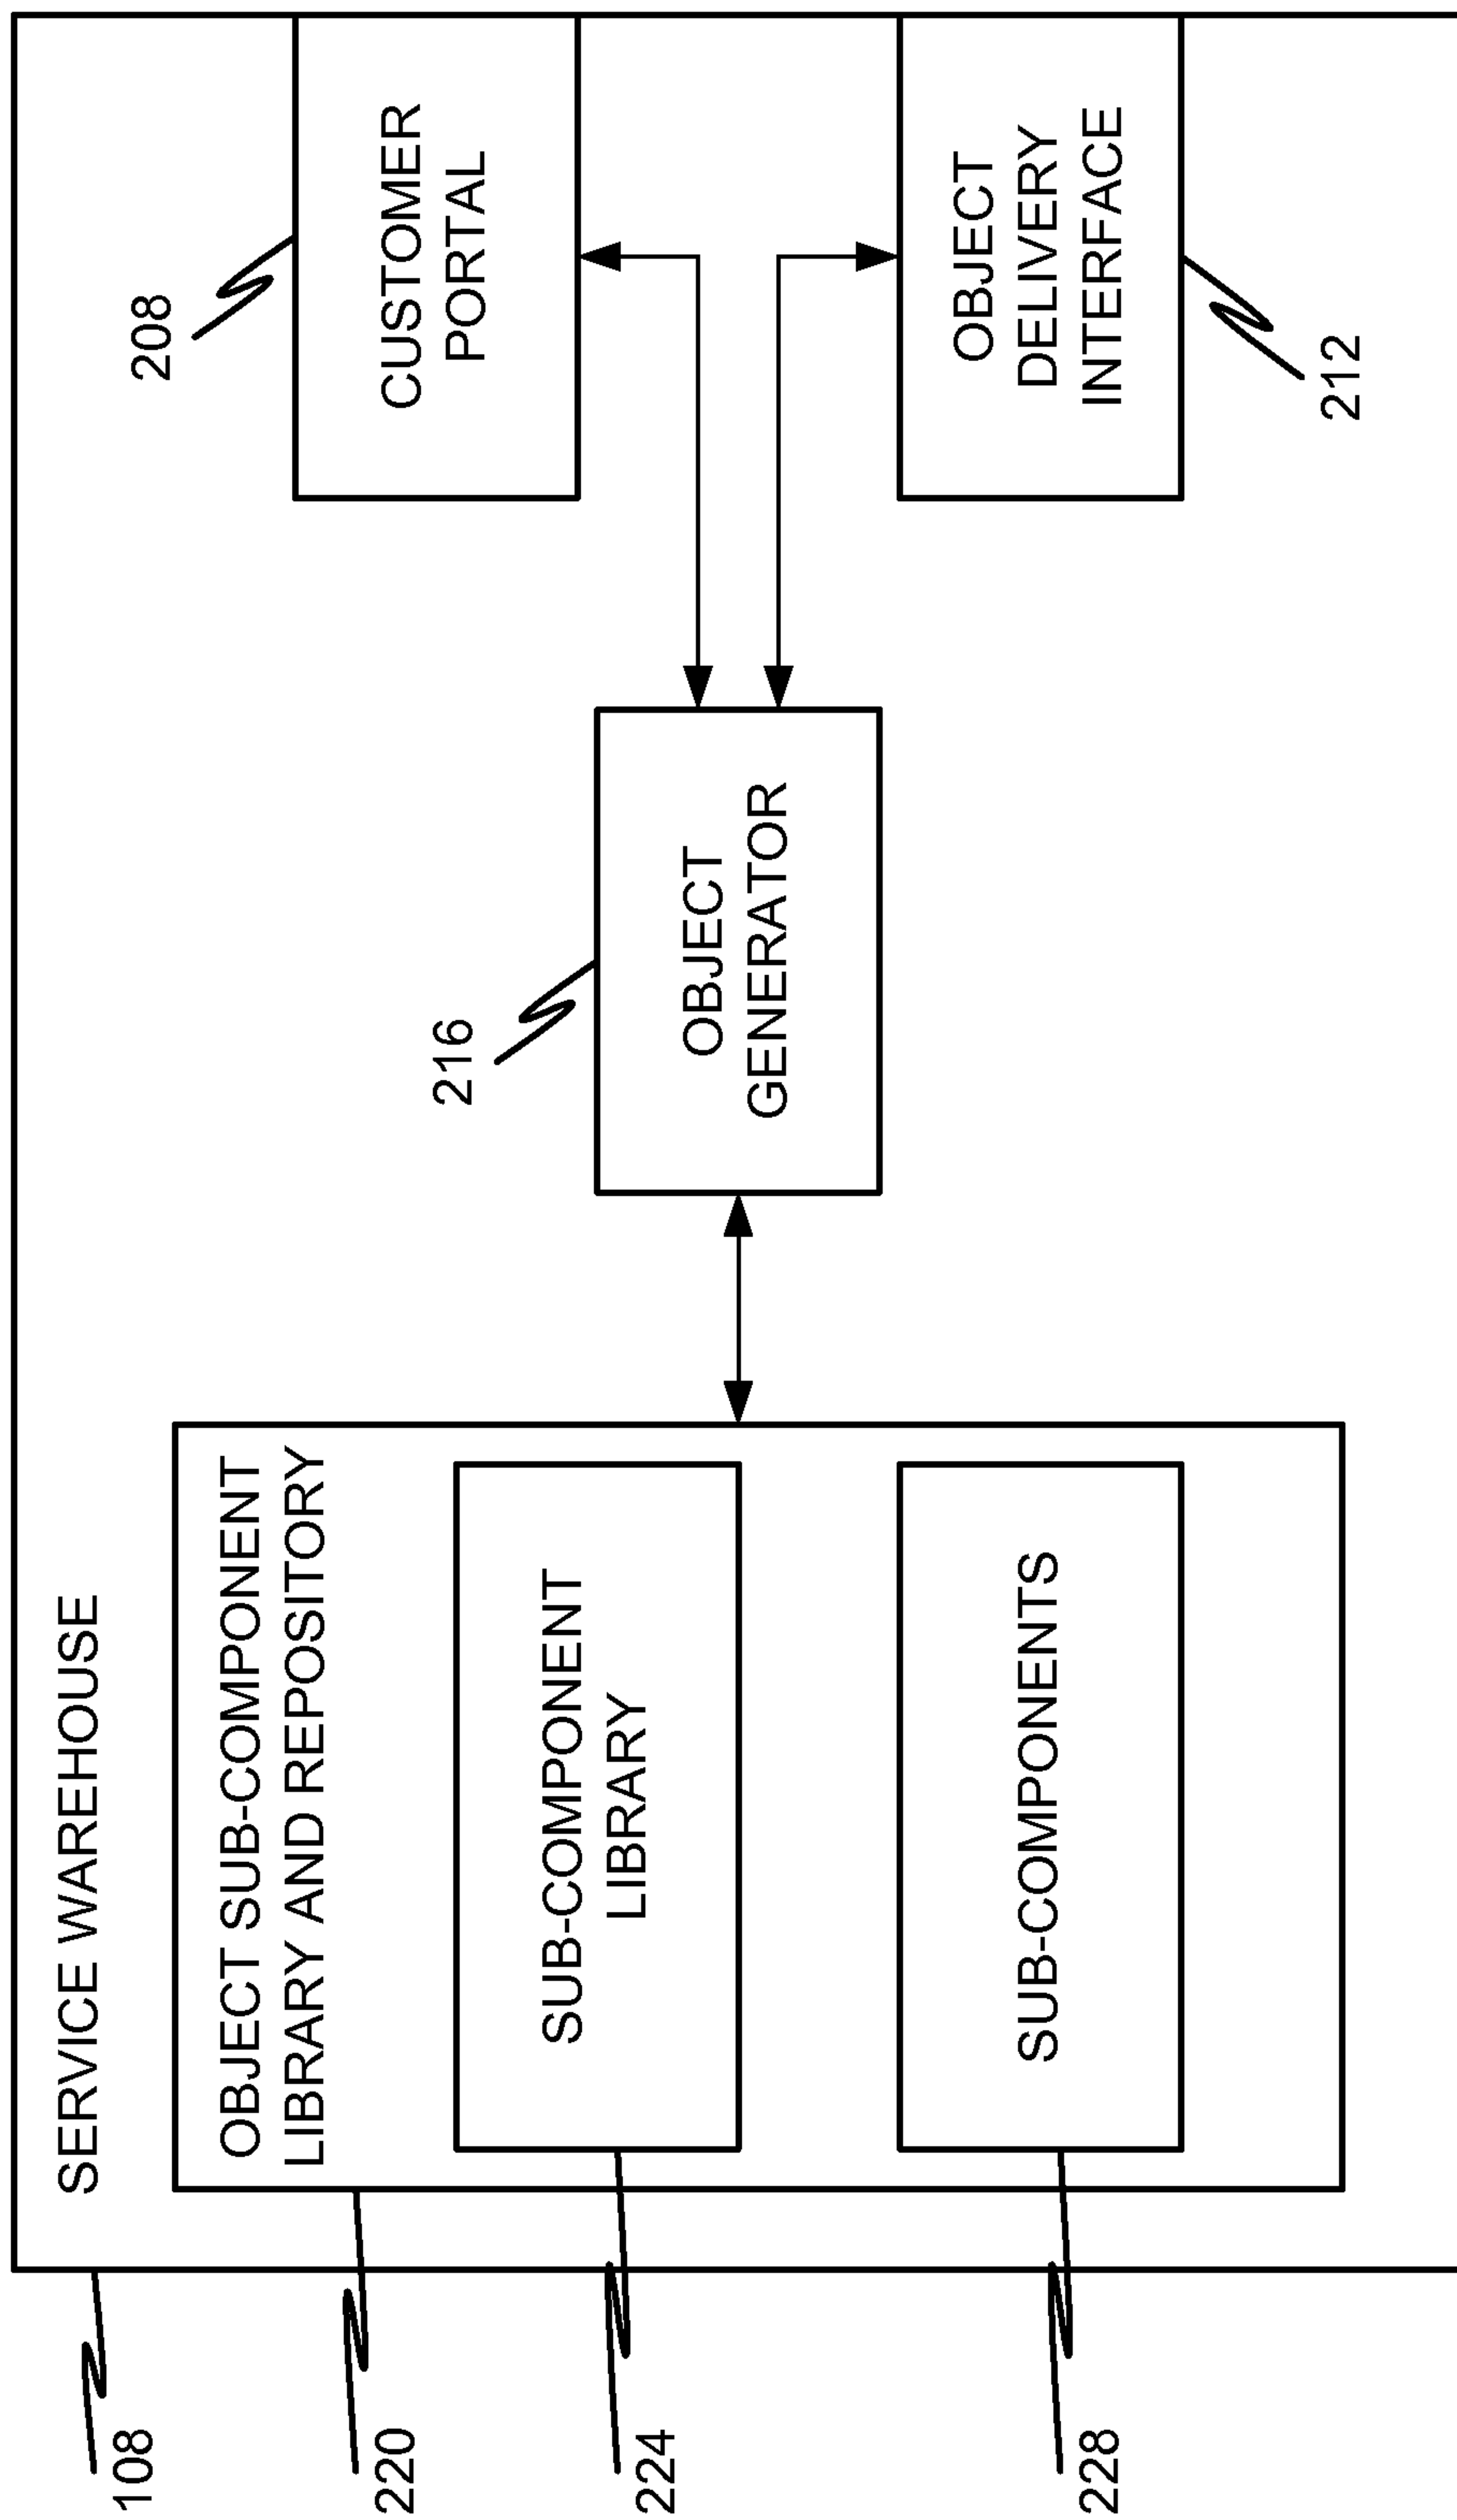 SERVICE WAREHOUSE
108
OBJECT SUB-COMPONENT
LIBRARY AND REPOSITORY
220
SUB-COMPONENT
LIBRARY
224
SUB-COMPONENTS
228
OBJECT
GENERATOR
216
CUSTOMER
PORTAL
208
OBJECT
DELIVERY
INTERFACE
212